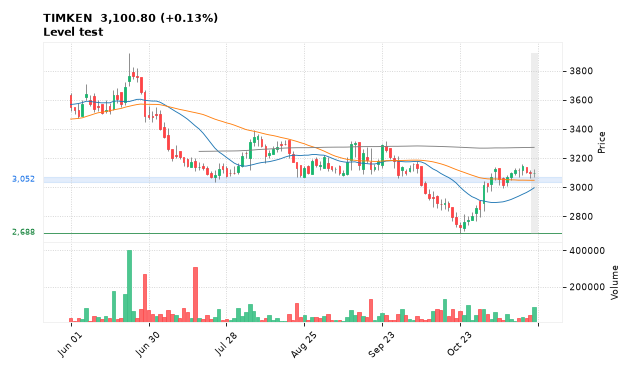 TIMKEN  3,100.80 (+0.13%)
Level test
3800
3600
3400
3200
3,052
3000
2800
2,688
Price
400000
200000
Volume
Jun 01
Jun 30
Jul 28
Aug 25
Sep 23
Oct 23